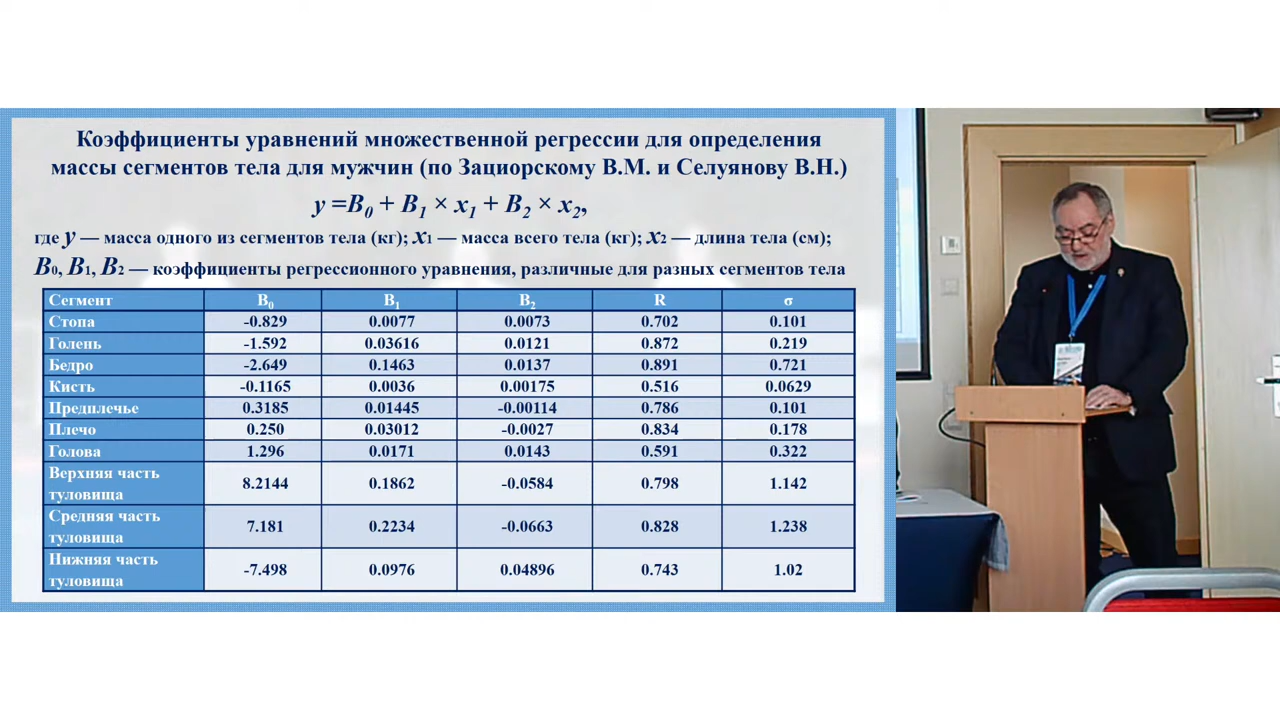 Коэффициенты уравнений множественной регрессии для определения
массы сегментов тела для мужчин (по Зациорскому В.М. и Селуянову В.Н.)
y =B0 + B1 × x1 + B2 × x2,
где y — масса одного из сегментов тела (кг); x1 — масса всего тела (кг); x2 — длина тела (см);
B0, B1, B2 — коэффициенты регрессионного уравнения, различные для разных сегментов тела
Сегмент B0 B1 B2 R σ
Стопа -0.829 0.0077 0.0073 0.702 0.101
Голень -1.592 0.03616 0.0121 0.872 0.219
Бедро -2.649 0.1463 0.0137 0.891 0.721
Кисть -0.1165 0.0036 0.00175 0.516 0.0629
Предплечье 0.3185 0.01445 -0.00114 0.786 0.101
Плечо 0.250 0.03012 -0.0027 0.834 0.178
Голова 1.296 0.0171 0.0143 0.591 0.322
Верхняя часть
туловища 8.2144 0.1862 -0.0584 0.798 1.142
Средняя часть
туловища 7.181 0.2234 -0.0663 0.828 1.238
Нижняя часть
туловища -7.498 0.0976 0.04896 0.743 1.02